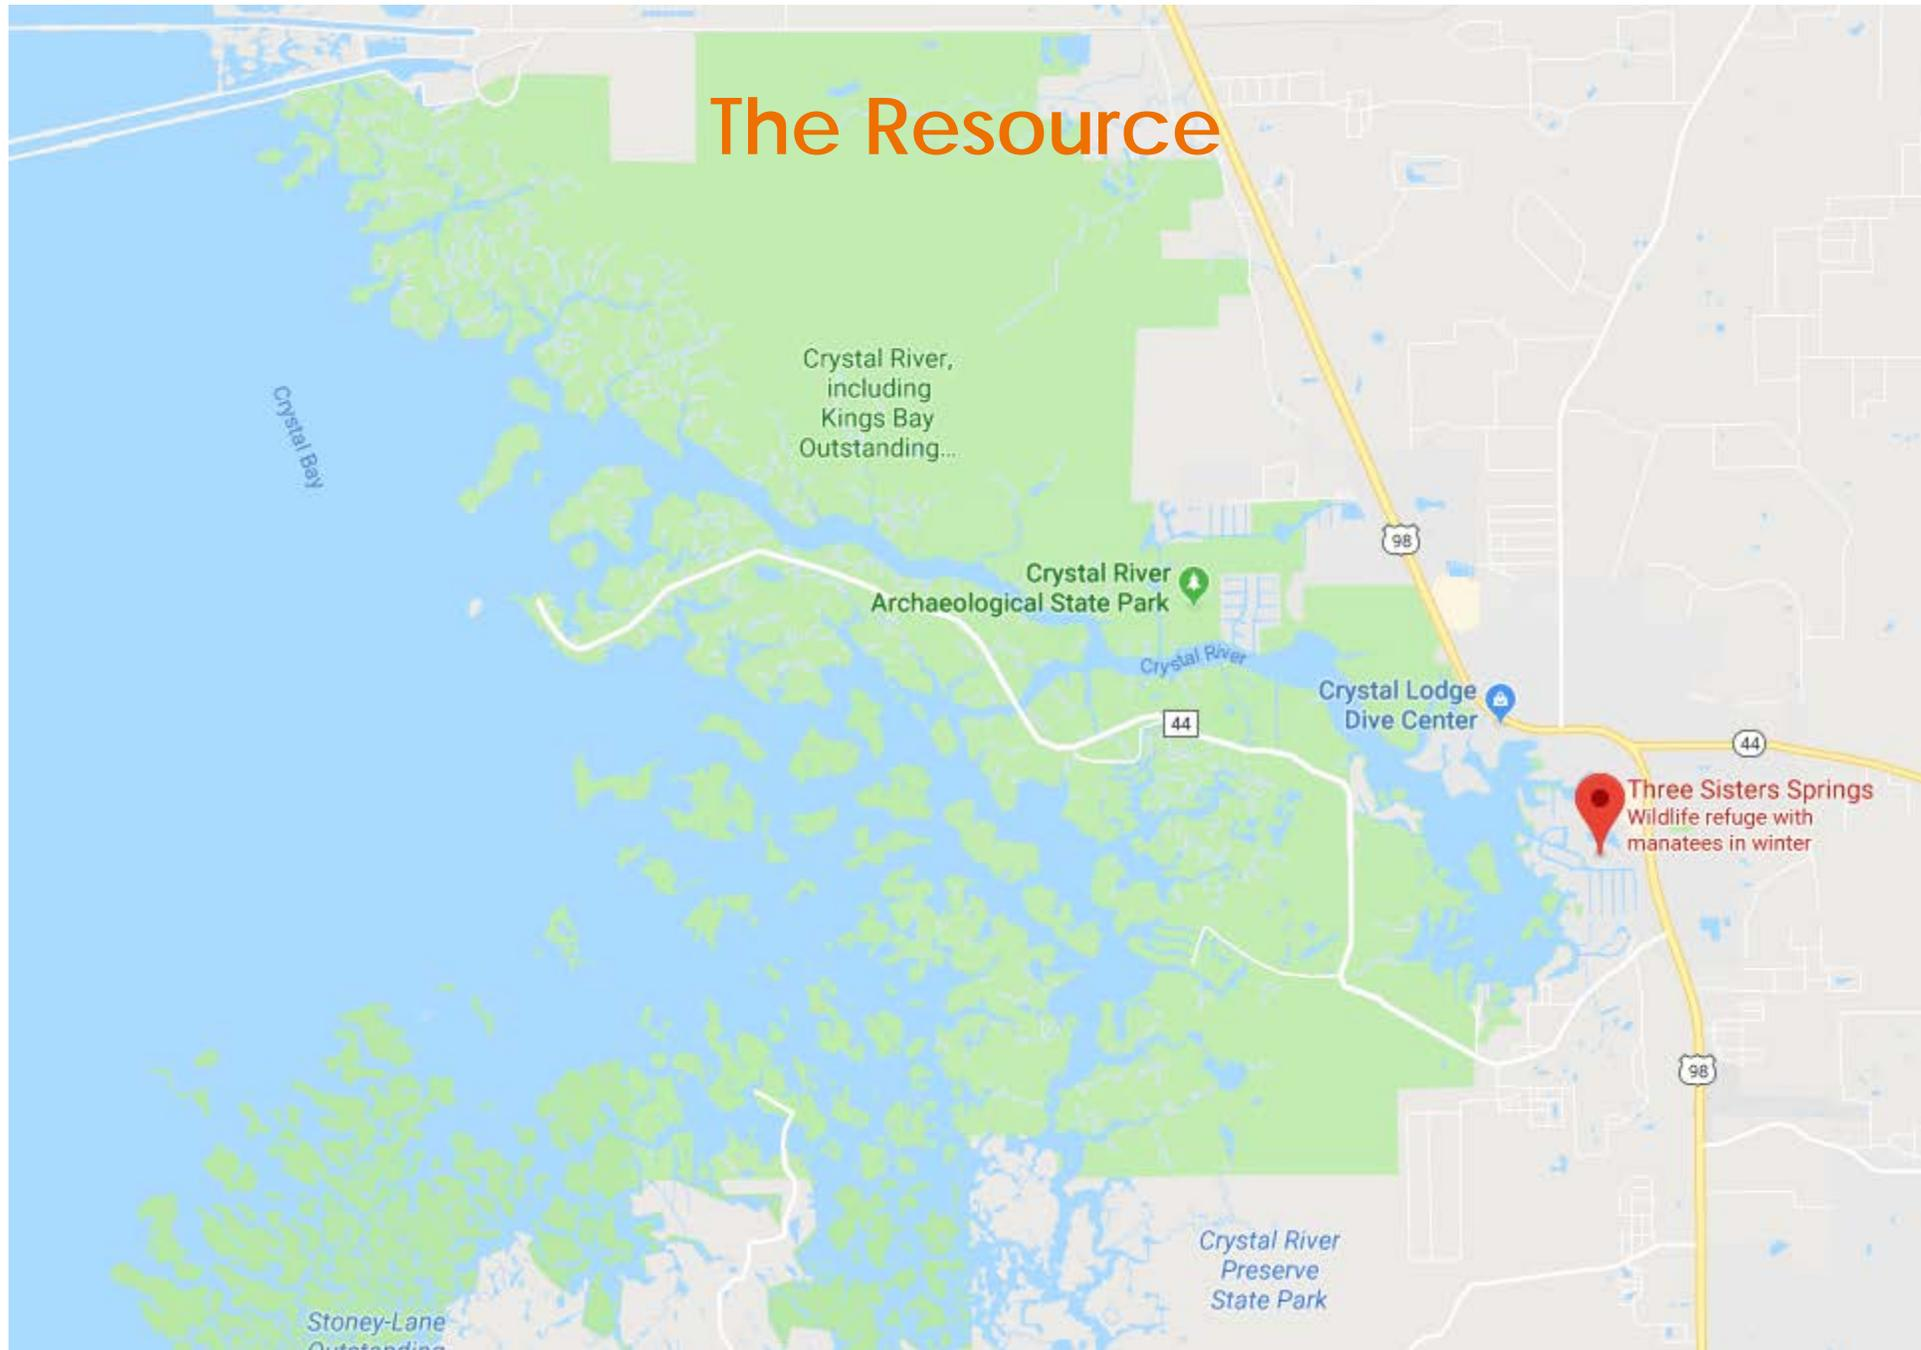 The Resource
Crystal River,
including
Kings Bay
Outstanding...
Crystal Bay
98
Crystal River
Archaeological State Park
Crystal River
Crystal Lodge
Dive Center
44
44
Three Sisters Springs
Wildlife refuge with
manatees in winter
98
Crystal River
Preserve
State Park
Stoney-Lane
Outstanding